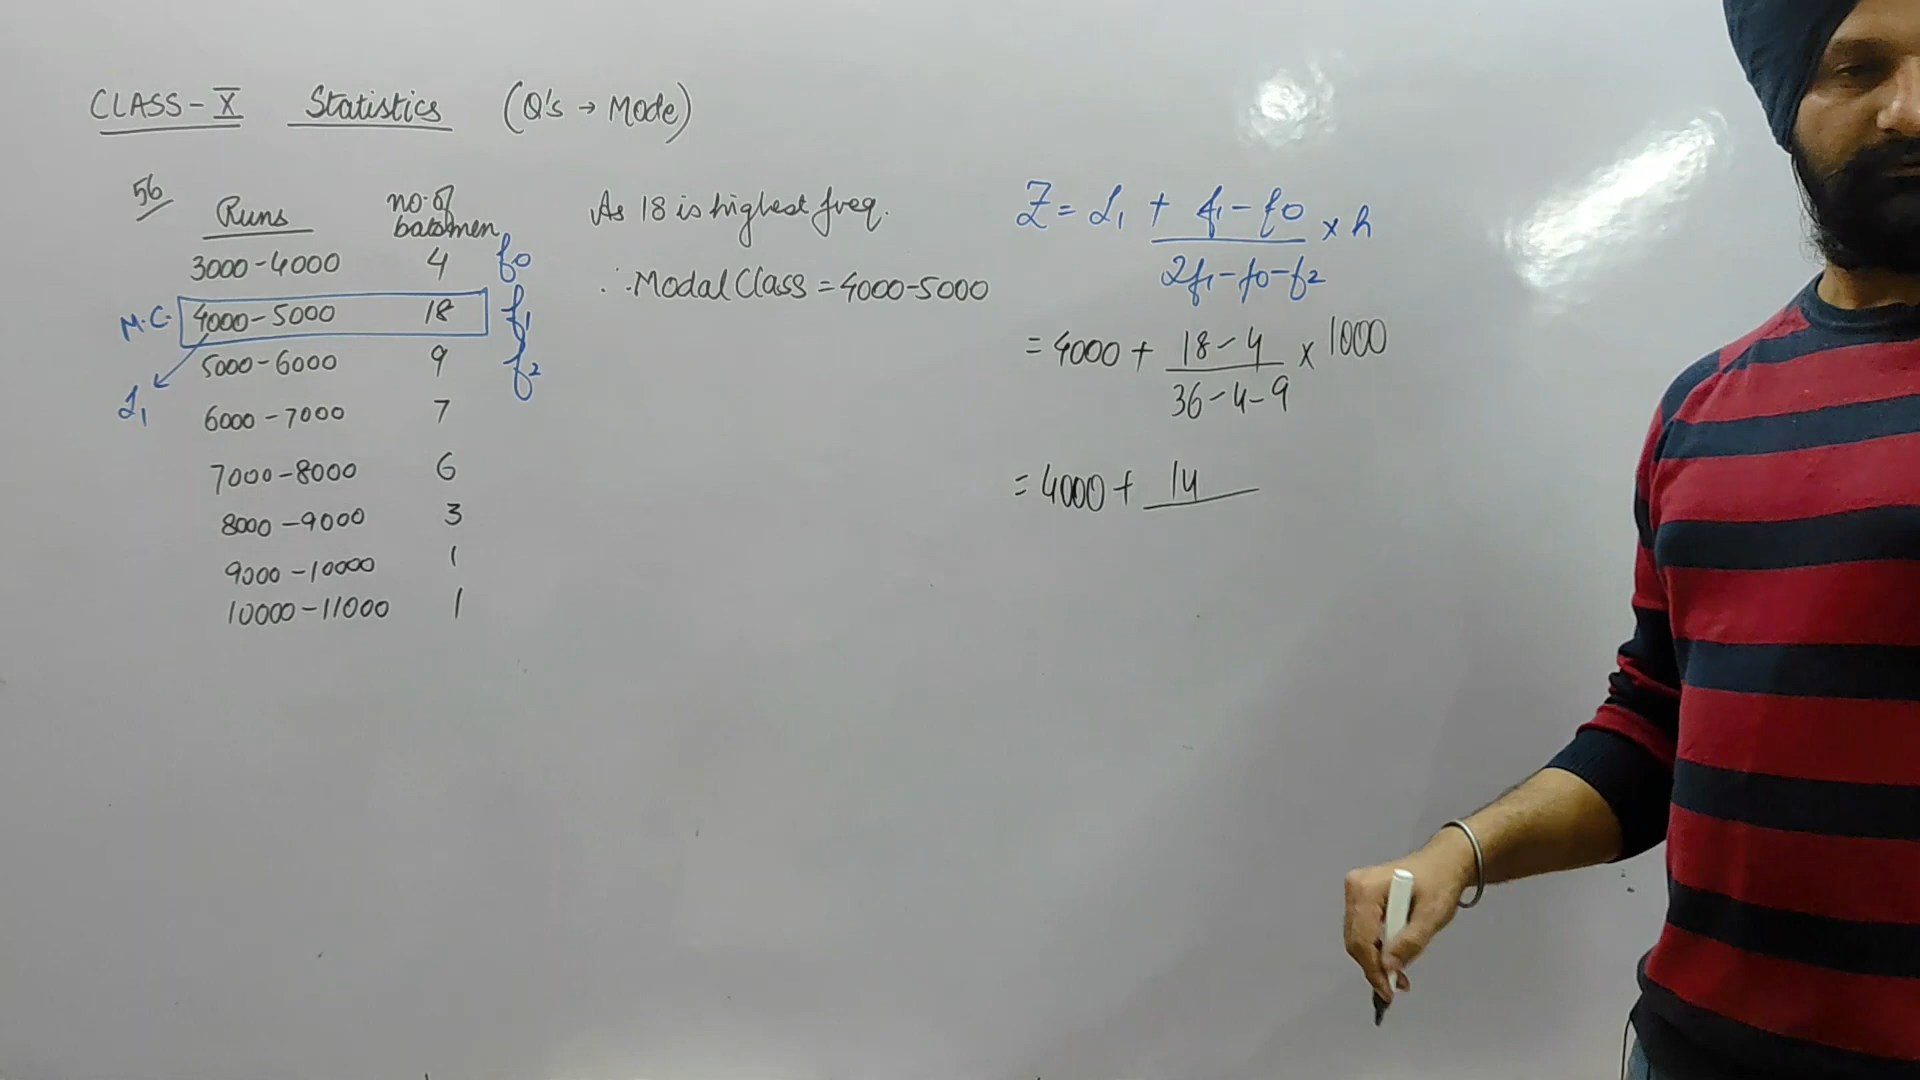 CLASS-X Statistics (Q's → Mode)
56
Runs no. of batsmen
3000-4000 4 f0
M.C. 4000-5000 18 f1
5000-6000 9 f2
l1
6000-7000 7
7000-8000 6
8000-9000 3
9000-10000 1
10000-11000 1
As 18 is highest freq.
∴ Modal Class = 4000-5000
Z = l1 + f1-f0 / 2f1-f0-f2 × h
= 4000 + 18-4 / 36-4-9 × 1000
= 4000 + 14